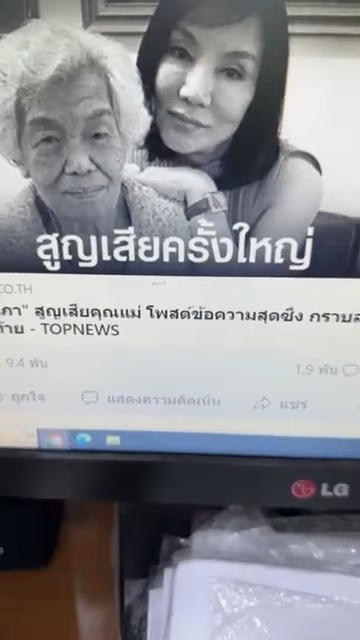 สูญเสียครั้งใหญ่
CO.TH
ภา" สูญเสียคุณแม่ โพสต์ข้อความสุดซึ้ง กราบ
- TOPNEWS
9.4 พัน
1.9 พัน
ถูกใจ
แสดงความคิดเห็น
แชร์
LG